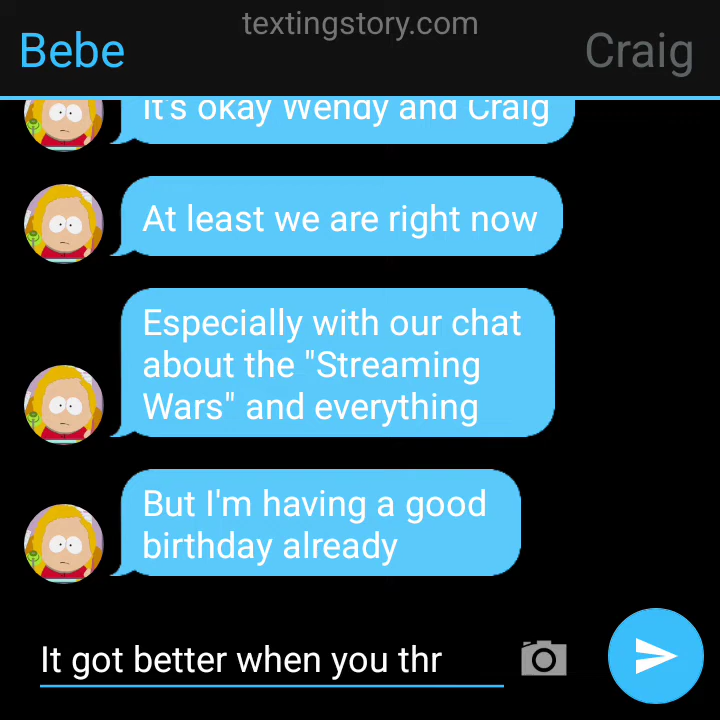 textingstory.com
Bebe
Craig
It's okay Wendy and Craig
At least we are right now
Especially with our chat
about the "Streaming
Wars" and everything
But I'm having a good
birthday already
It got better when you thr